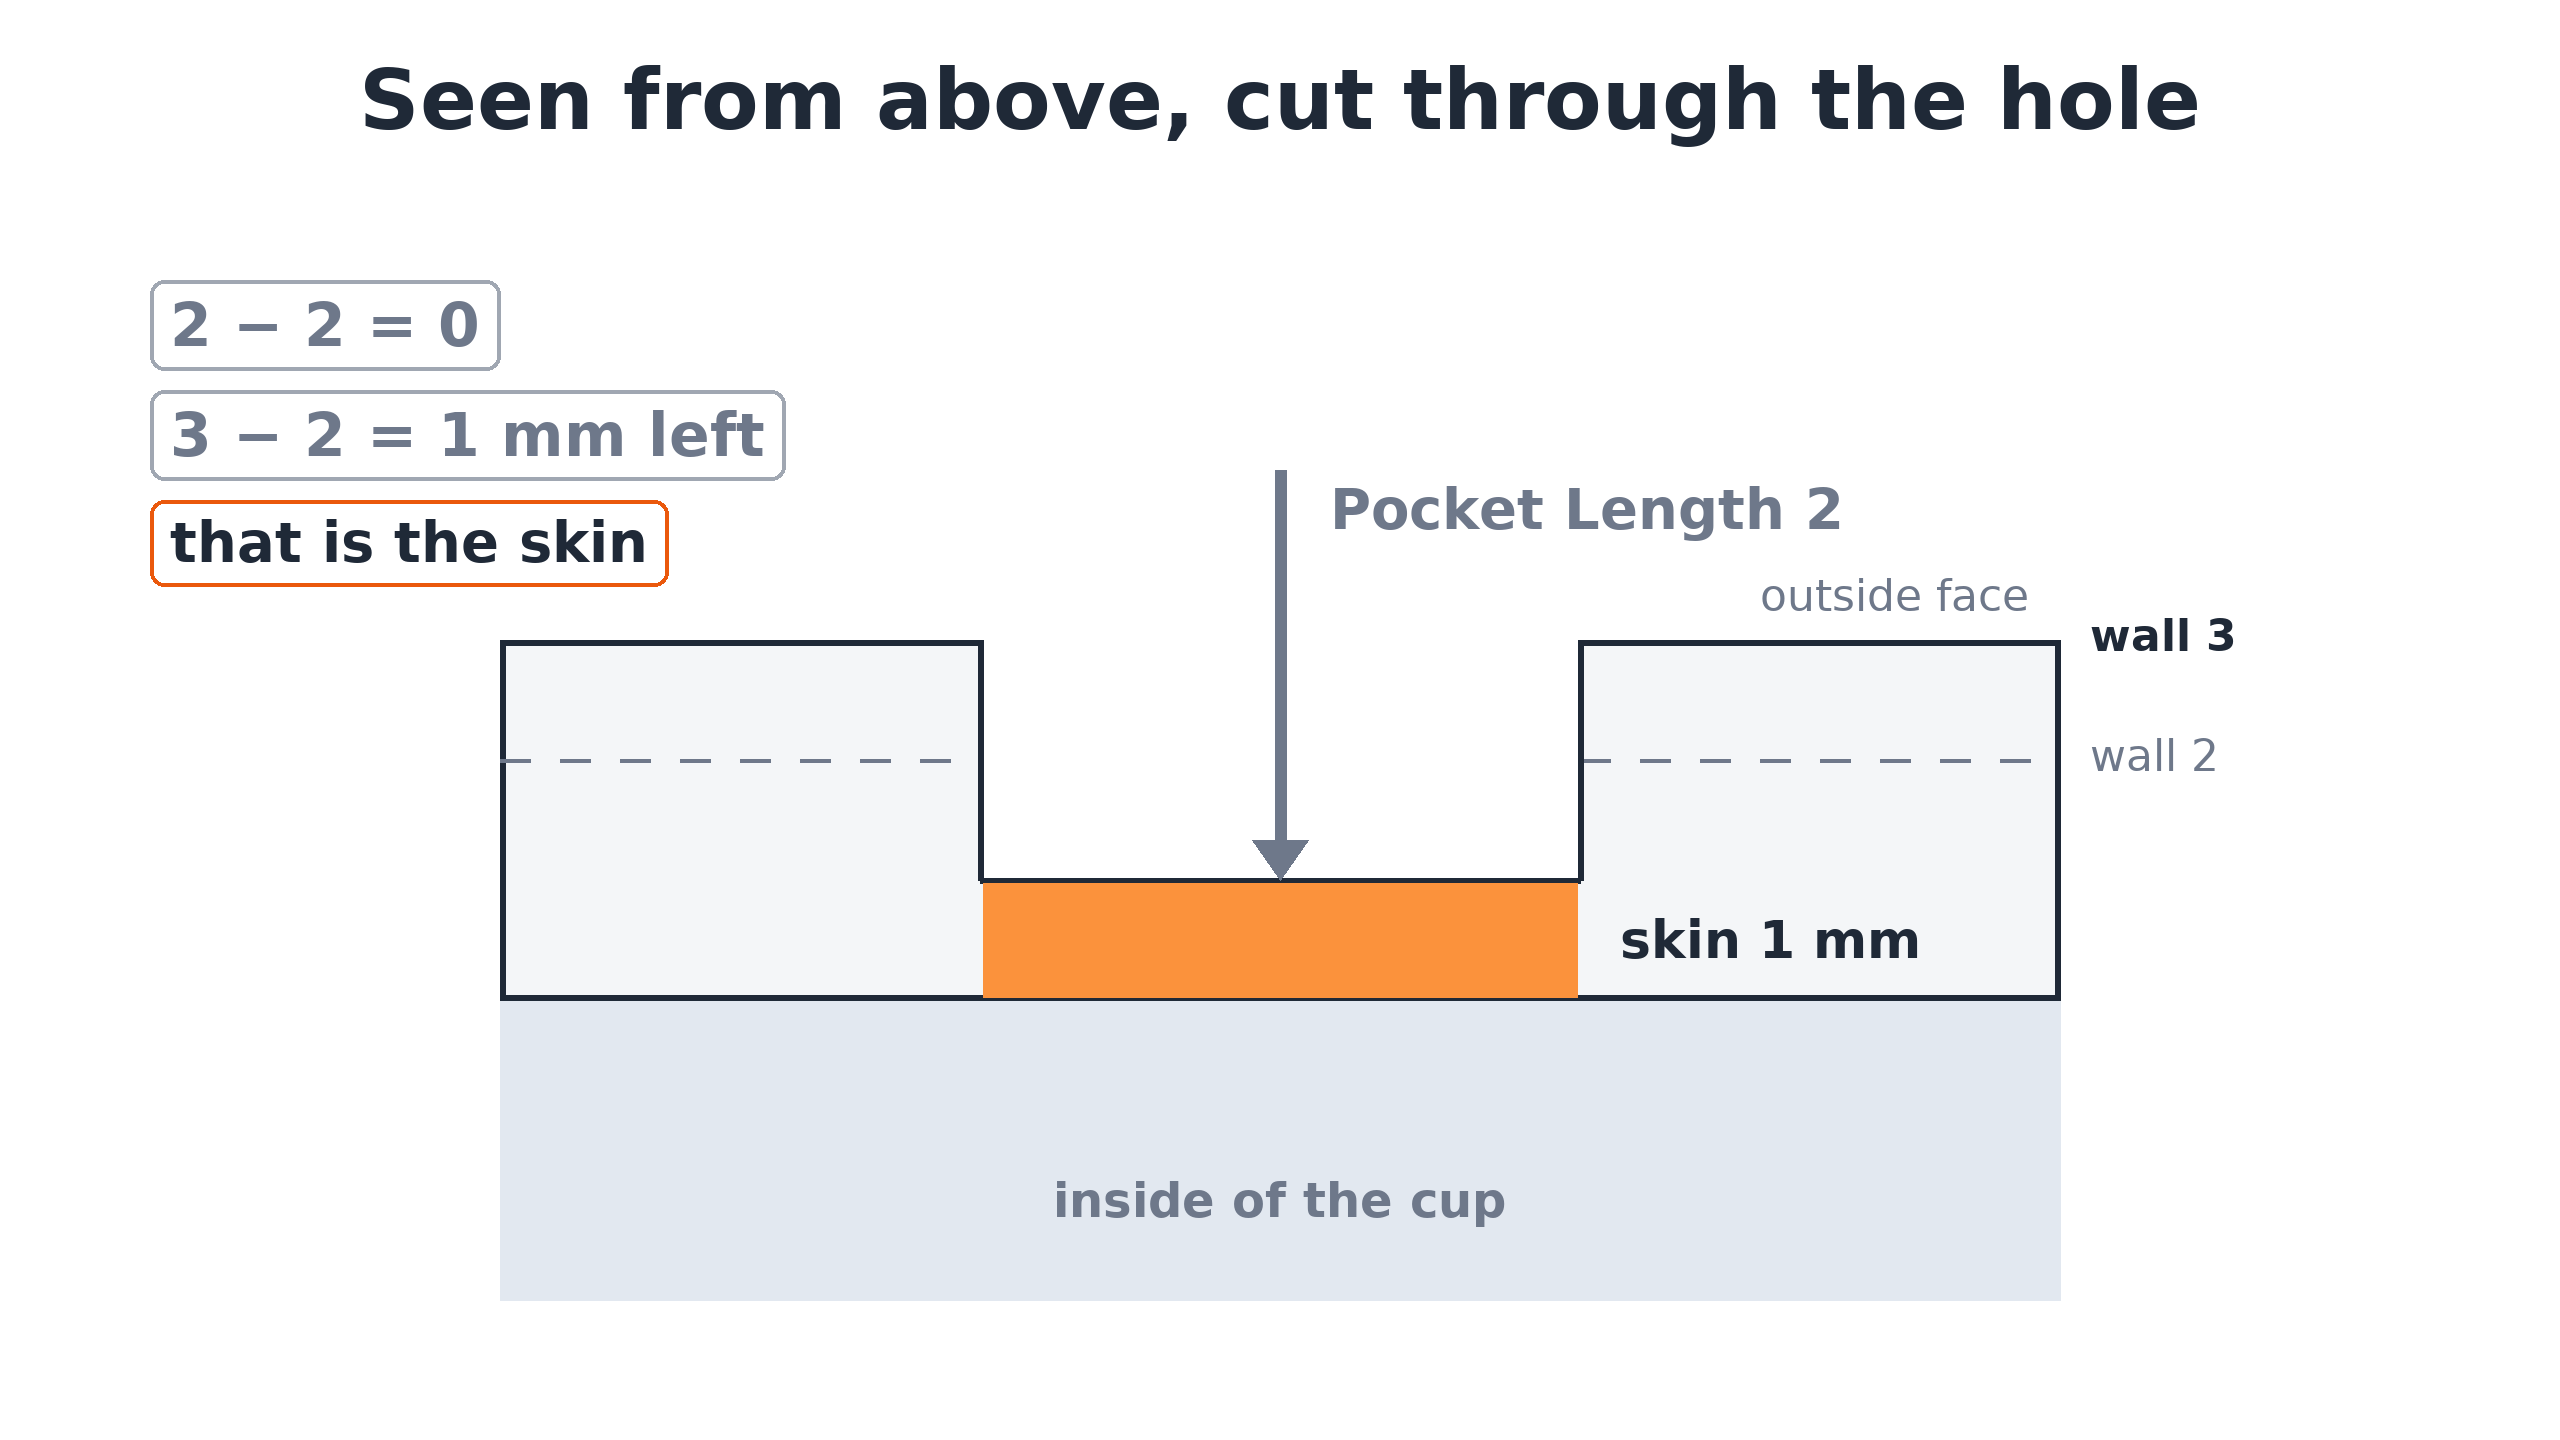 Seen from above, cut through the hole
2 − 2 = 0
3 − 2 = 1 mm left
that is the skin
Pocket Length 2
outside face
wall 3
wall 2
skin 1 mm
inside of the cup